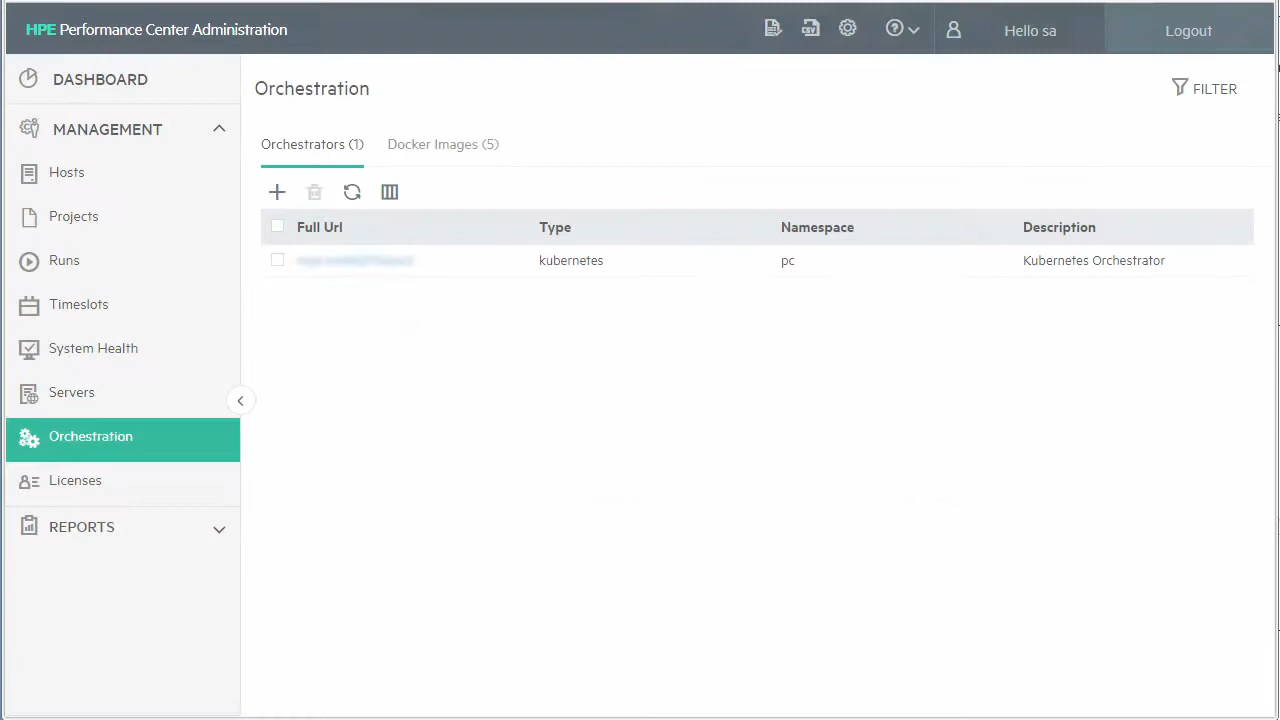 HPE Performance Center Administration
CSV
Hello sa
Logout
DASHBOARD
MANAGEMENT
Hosts
Projects
Runs
Timeslots
System Health
Servers
Orchestration
Licenses
REPORTS
Orchestration
FILTER
Orchestrators (1)
Docker Images (5)
Full Url Type Namespace Description
kubernetes pc Kubernetes Orchestrator